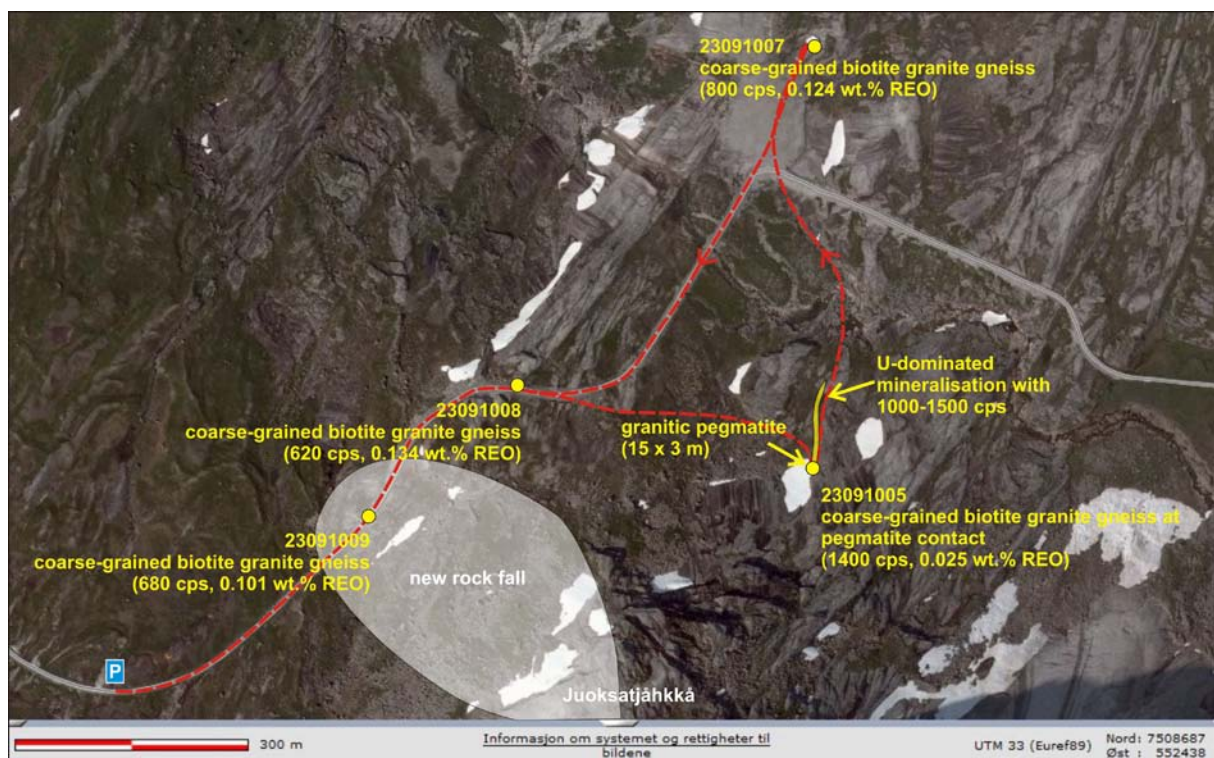 23091007
coarse-grained biotite granite gneiss
(800 cps, 0.124 wt.% REO)
U-dominated
mineralisation with
1000-1500 cps
23091008
coarse-grained biotite granite gneiss
(620 cps, 0.134 wt.% REO)
granitic pegmatite
(15 x 3 m)
23091005
coarse-grained biotite granite gneiss at
pegmatite contact
(1400 cps, 0.025 wt.% REO)
23091009
coarse-grained biotite granite gneiss
(680 cps, 0.101 wt.% REO)
new rock fall
P
Juoksatjåhkkå
300 m
Informasjon om systemet og rettigheter til
bildene
UTM 33 (Euref89)
Nord: 7508687
Øst : 552438